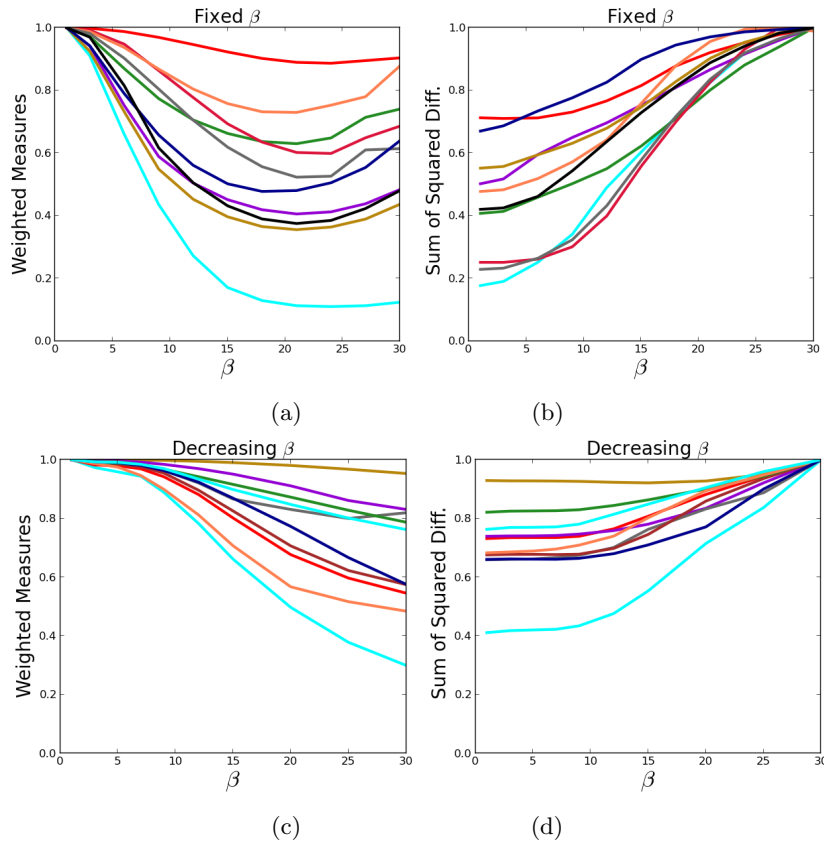 Fixed β
Weighted Measures
1.0
0.8
0.6
0.4
0.2
0.0
0 5 10 15 20 25 30
β
(a)
Fixed β
Sum of Squared Diff.
1.0
0.8
0.6
0.4
0.2
0.0
0 5 10 15 20 25 30
β
(b)
Decreasing β
Weighted Measures
1.0
0.8
0.6
0.4
0.2
0.0
0 5 10 15 20 25 30
β
(c)
Decreasing β
Sum of Squared Diff.
1.0
0.8
0.6
0.4
0.2
0.0
0 5 10 15 20 25 30
β
(d)